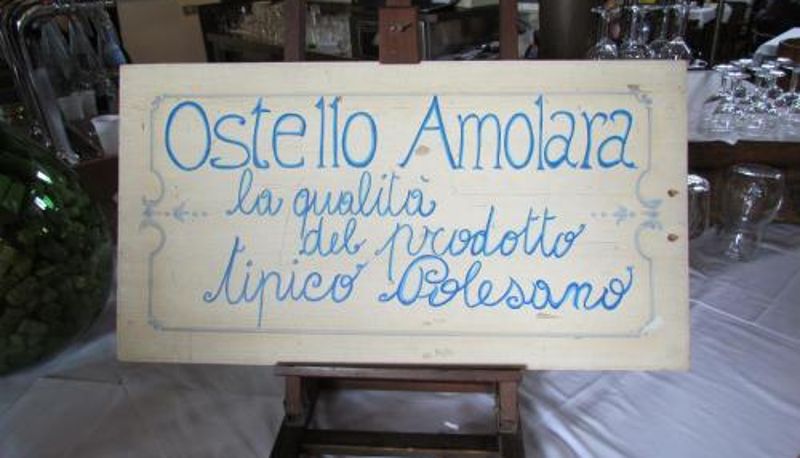 Ostello Amolara
la qualità
del prodotto
tipico Polesano